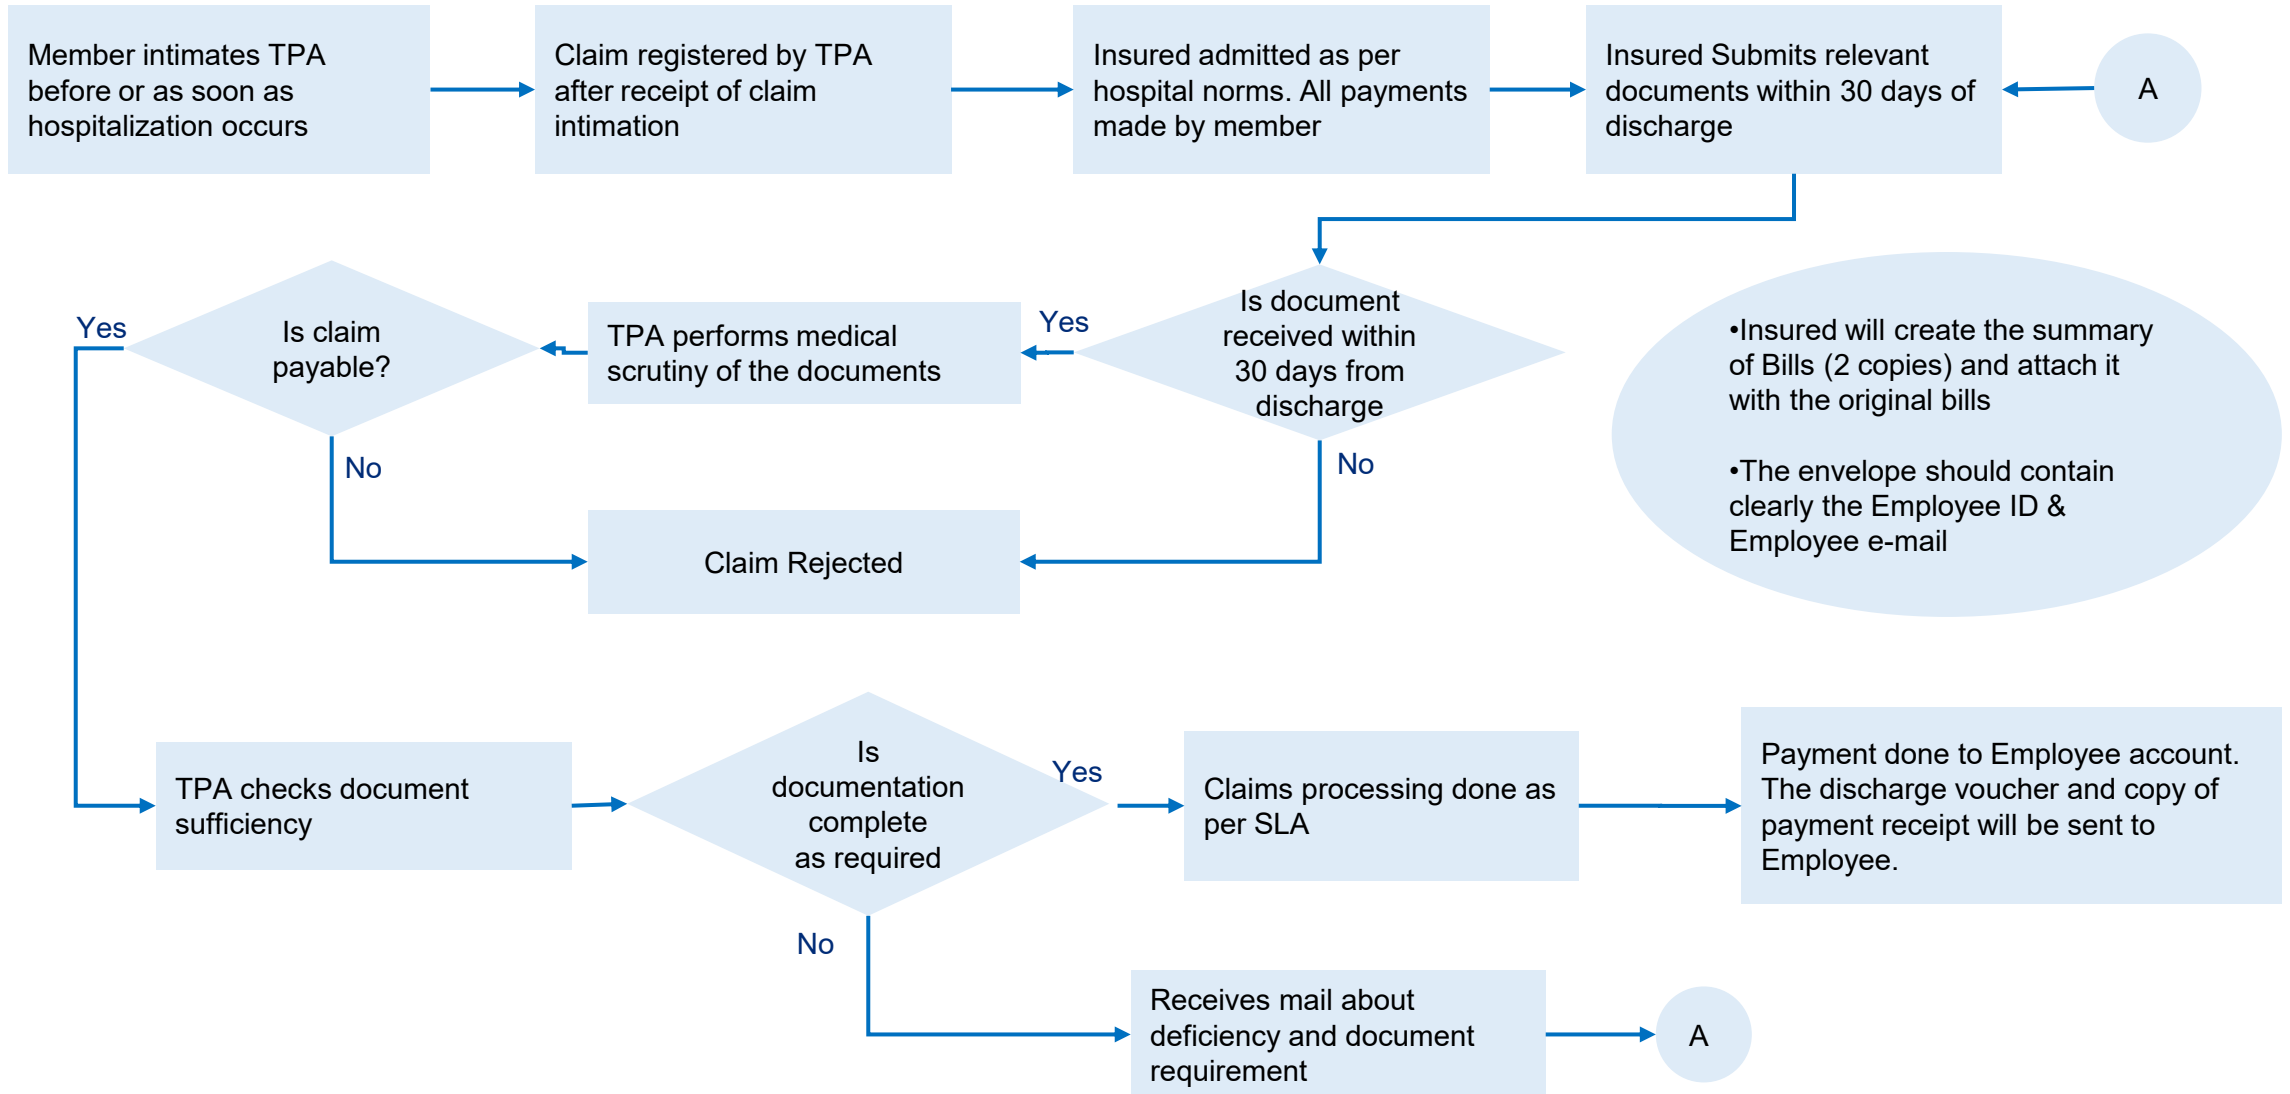 Member intimates TPA
before or as soon as
hospitalization occurs
Claim registered by TPA
after receipt of claim
intimation
Insured admitted as per
hospital norms. All payments
made by member
Insured Submits relevant
documents within 30 days of
discharge
A
Is document
received within
30 days from
discharge
Yes
TPA performs medical
scrutiny of the documents
Is claim
payable?
Yes
No
No
Claim Rejected
•Insured will create the summary
of Bills (2 copies) and attach it
with the original bills
•The envelope should contain
clearly the Employee ID &
Employee e-mail
TPA checks document
sufficiency
Is
documentation
complete
as required
Yes
Claims processing done as
per SLA
Payment done to Employee account.
The discharge voucher and copy of
payment receipt will be sent to
Employee.
No
Receives mail about
deficiency and document
requirement
A